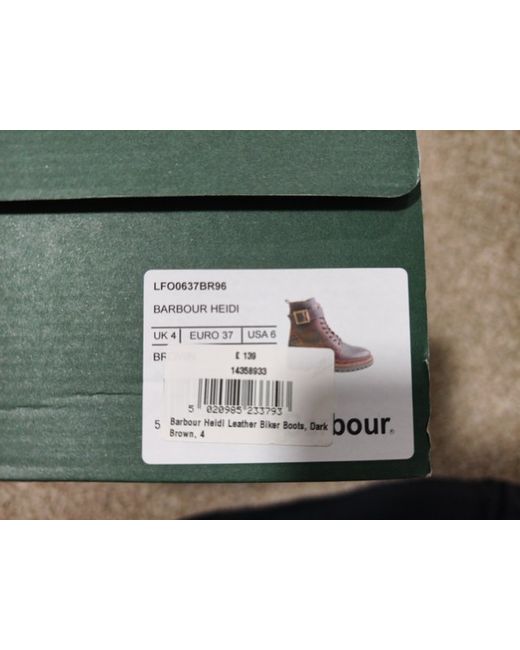 LFO0637BR96
BARBOUR HEIDI
UK 4 EURO 37 USA 6
BROWN
£ 139
14358933
5 020985 233793
5
Barbour Heidi Leather Biker Boots, Dark
Brown, 4
bour®